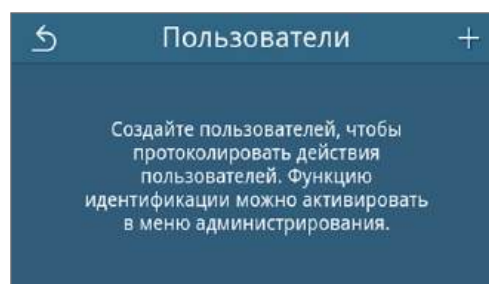 Пользователи
Создайте пользователей, чтобы
протоколировать действия
пользователей. Функцию
идентификации можно активировать
в меню администрирования.